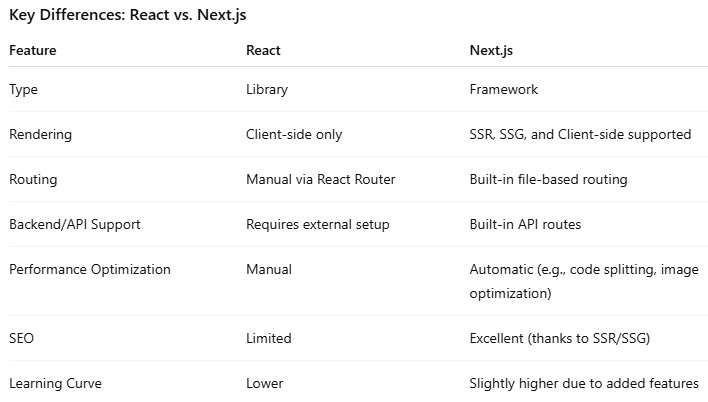 Key Differences: React vs. Next.js
Feature React Next.js
Type Library Framework
Rendering Client-side only SSR, SSG, and Client-side supported
Routing Manual via React Router Built-in file-based routing
Backend/API Support Requires external setup Built-in API routes
Performance Optimization Manual Automatic (e.g., code splitting, image
optimization)
SEO Limited Excellent (thanks to SSR/SSG)
Learning Curve Lower Slightly higher due to added features